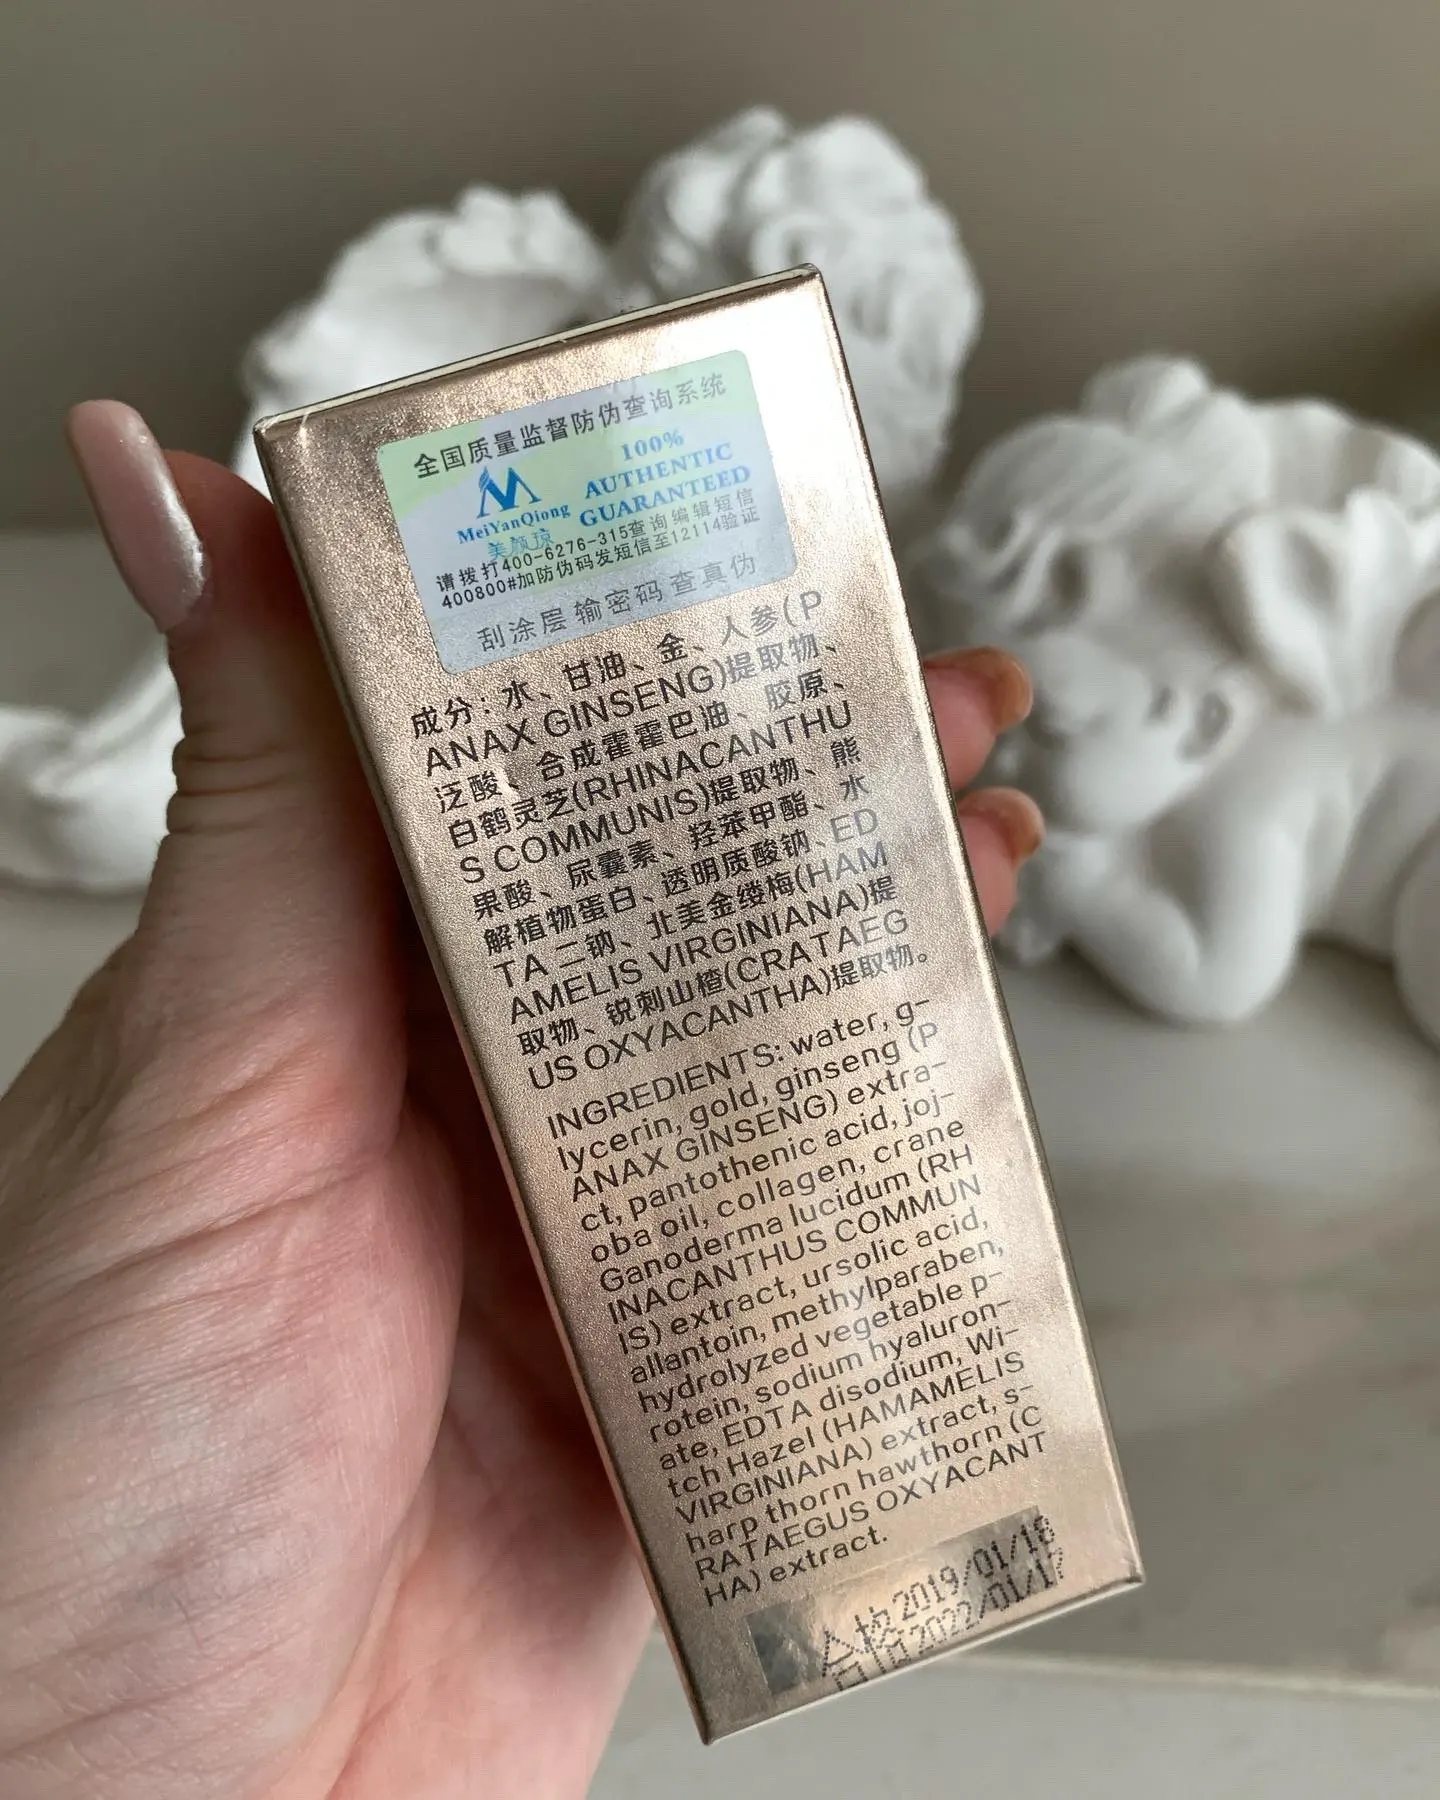 全国质量监督防伪查询系统
100%
AUTHENTIC
GUARANTEED
MeiYanQiong
美颜琼
请拨打400-6276-315查询编辑短信
400800#加防伪码发短信至12114验证
刮涂层 输密码 查真伪
成分：水、甘油、金、人参(P
ANAX GINSENG)提取物、
泛酸、合成霍霍巴油、胶原、
白鹤灵芝(RHINACANTHU
S COMMUNIS)提取物、熊
果酸、尿囊素、羟苯甲酯、水
解植物蛋白、透明质酸钠、ED
TA 二钠、北美金缕梅(HAM
AMELIS VIRGINIANA)提
取物、锐刺山楂(CRATAEG
US OXYACANTHA)提取物。
INGREDIENTS: water, g-
lycerin, gold, ginseng (P
ANAX GINSENG) extra-
ct, pantothenic acid, joj-
oba oil, collagen, crane
Ganoderma lucidum (RH
INACANTHUS COMMUN
IS) extract, ursolic acid,
allantoin, methylparaben,
hydrolyzed vegetable p-
rotein, sodium hyaluron-
ate, EDTA disodium, Wi-
tch Hazel (HAMAMELIS
VIRGINIANA) extract, s-
harp thorn hawthorn (C
RATAEGUS OXYACANT
HA) extract.
合格 2019/01/18
2022/01/17